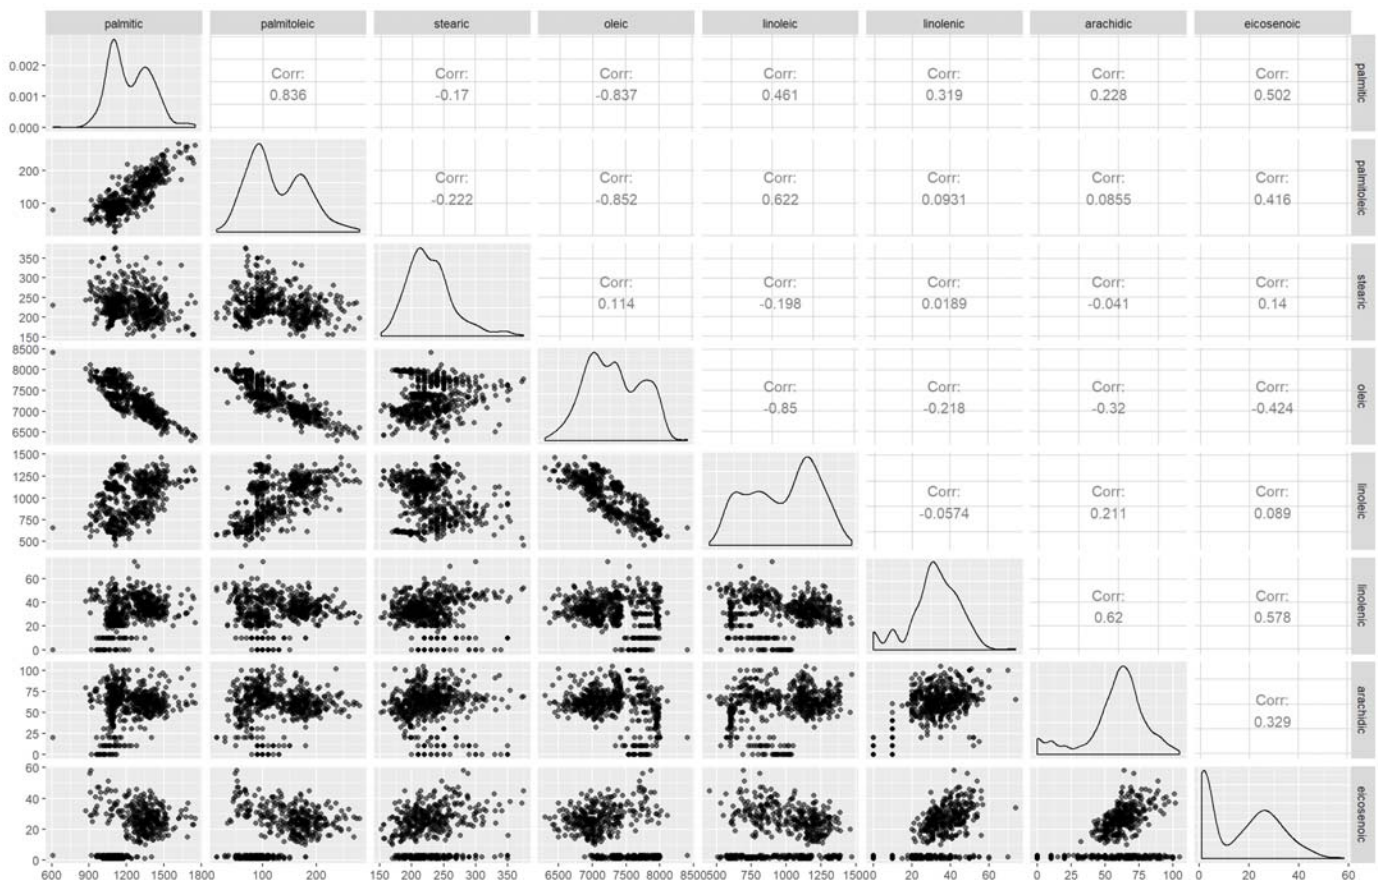 palmitic palmitoleic stearic oleic linoleic linolenic arachidic eicosenoic
0.002
0.001
0.000
Corr: Corr: Corr: Corr: Corr: Corr: Corr:
0.836 -0.17 -0.837 0.461 0.319 0.228 0.502
palmitic
200
100
Corr: Corr: Corr: Corr: Corr: Corr:
-0.222 -0.852 0.622 0.0931 0.0855 0.416
palmitoleic
350
300
250
200
150
Corr: Corr: Corr: Corr: Corr:
0.114 -0.198 0.0189 -0.041 0.14
stearic
8500
8000
7500
7000
6500
Corr: Corr: Corr: Corr:
-0.85 -0.218 -0.32 -0.424
oleic
1500
1250
1000
750
500
Corr: Corr: Corr:
-0.0574 0.211 0.089
linoleic
60
40
20
0
Corr: Corr:
0.62 0.578
linolenic
100
75
50
25
0
Corr:
0.329
arachidic
60
40
20
0
eicosenoic
600 900 1200 1500 1800 100 200 150 200 250 300 350 6500 7000 7500 8000 8500 500 750 1000 1250 1500 0 20 40 60 0 25 50 75 100 0 20 40 60